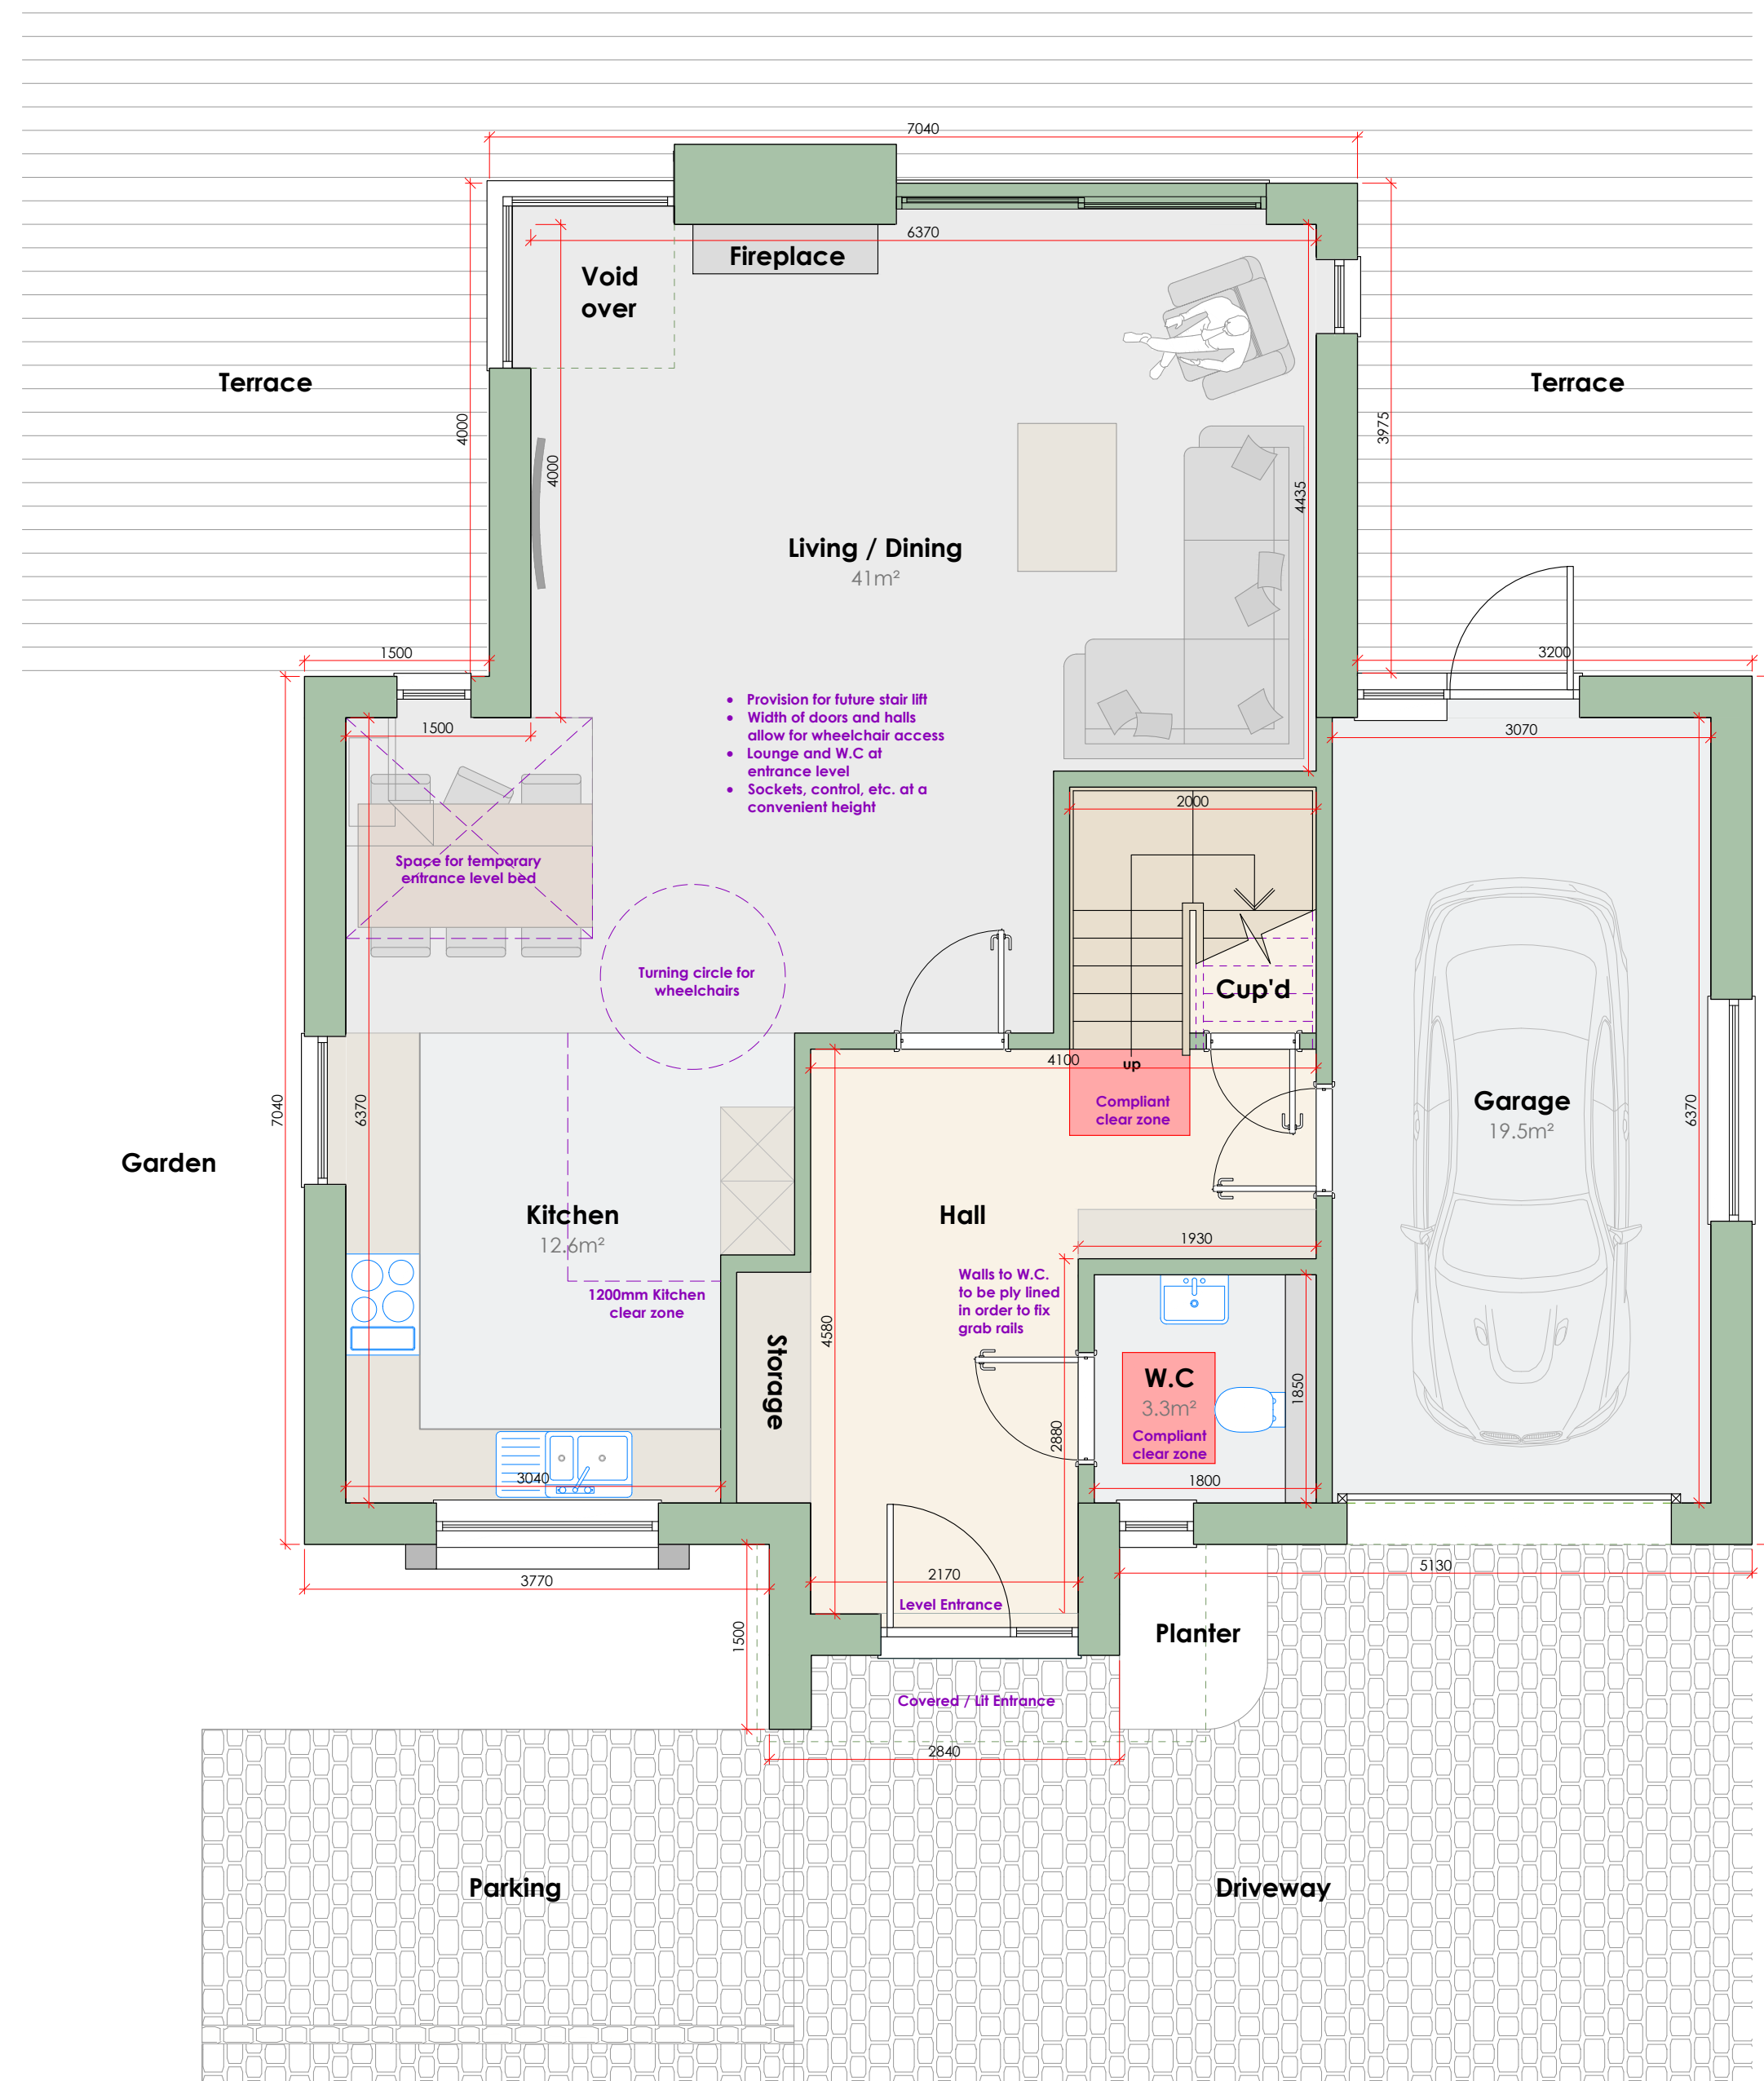 7040
6370
Fireplace
Void
over
Terrace
Terrace
4000
4000
3975
4435
Living / Dining
41m²
1500
3200
1500
3070
• Provision for future stair lift
• Width of doors and halls
allow for wheelchair access
• Lounge and W.C at
entrance level
• Sockets, control, etc. at a
convenient height
2000
Space for temporary
entrance level bed
Turning circle for
wheelchairs
Cup'd
up
4100
Compliant
clear zone
7040
6370
Garage
19.5m²
6370
Garden
Kitchen
12.6m²
Hall
1930
1200mm Kitchen
clear zone
Walls to W.C.
to be ply lined
in order to fix
grab rails
4580
Storage
W.C
3.3m²
Compliant
clear zone
1850
2880
3040
1800
3770
2170
5130
Level Entrance
1500
Planter
Covered / Lit Entrance
2840
Parking
Driveway